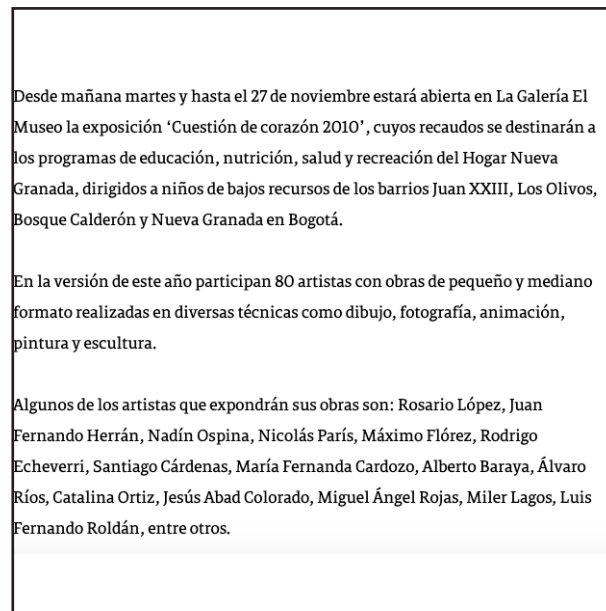 Desde mañana martes y hasta el 27 de noviembre estará abierta en La Galería El
Museo la exposición ‘Cuestión de corazón 2010’, cuyos recaudos se destinarán a
los programas de educación, nutrición, salud y recreación del Hogar Nueva
Granada, dirigidos a niños de bajos recursos de los barrios Juan XXIII, Los Olivos,
Bosque Calderón y Nueva Granada en Bogotá.
En la versión de este año participan 80 artistas con obras de pequeño y mediano
formato realizadas en diversas técnicas como dibujo, fotografía, animación,
pintura y escultura.
Algunos de los artistas que expondrán sus obras son: Rosario López, Juan
Fernando Herrán, Nadín Ospina, Nicolás París, Máximo Flórez, Rodrigo
Echeverri, Santiago Cárdenas, María Fernanda Cardozo, Alberto Baraya, Álvaro
Ríos, Catalina Ortiz, Jesús Abad Colorado, Miguel Ángel Rojas, Miler Lagos, Luis
Fernando Roldán, entre otros.